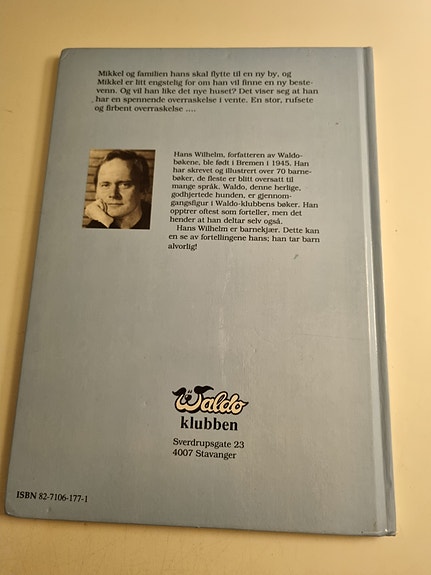 Mikkel og familien hans skal flytte til en ny by, og
Mikkel er litt engstelig for om han vil finne en ny beste-
venn. Og vil han like det nye huset? Det viser seg at han
har en spennende overraskelse i vente. En stor, rufsete
og firbent overraskelse ....
Hans Wilhelm, forfatteren av Waldo-
bøkene, ble født i Bremen i 1945. Han
har skrevet og illustrert over 70 barne-
bøker, de fleste er blitt oversatt til
mange språk. Waldo, denne herlige,
godhjertede hunden, er gjennom-
gangsfigur i Waldo-klubbens bøker. Han
opptrer oftest som forteller, men det
hender at han deltar selv også.
Hans Wilhelm er barnekjær. Dette kan
en se av fortellingene hans; han tar barn
alvorlig!
Waldo
klubben
Sverdrupsgate 23
4007 Stavanger
ISBN 82-7106-177-1